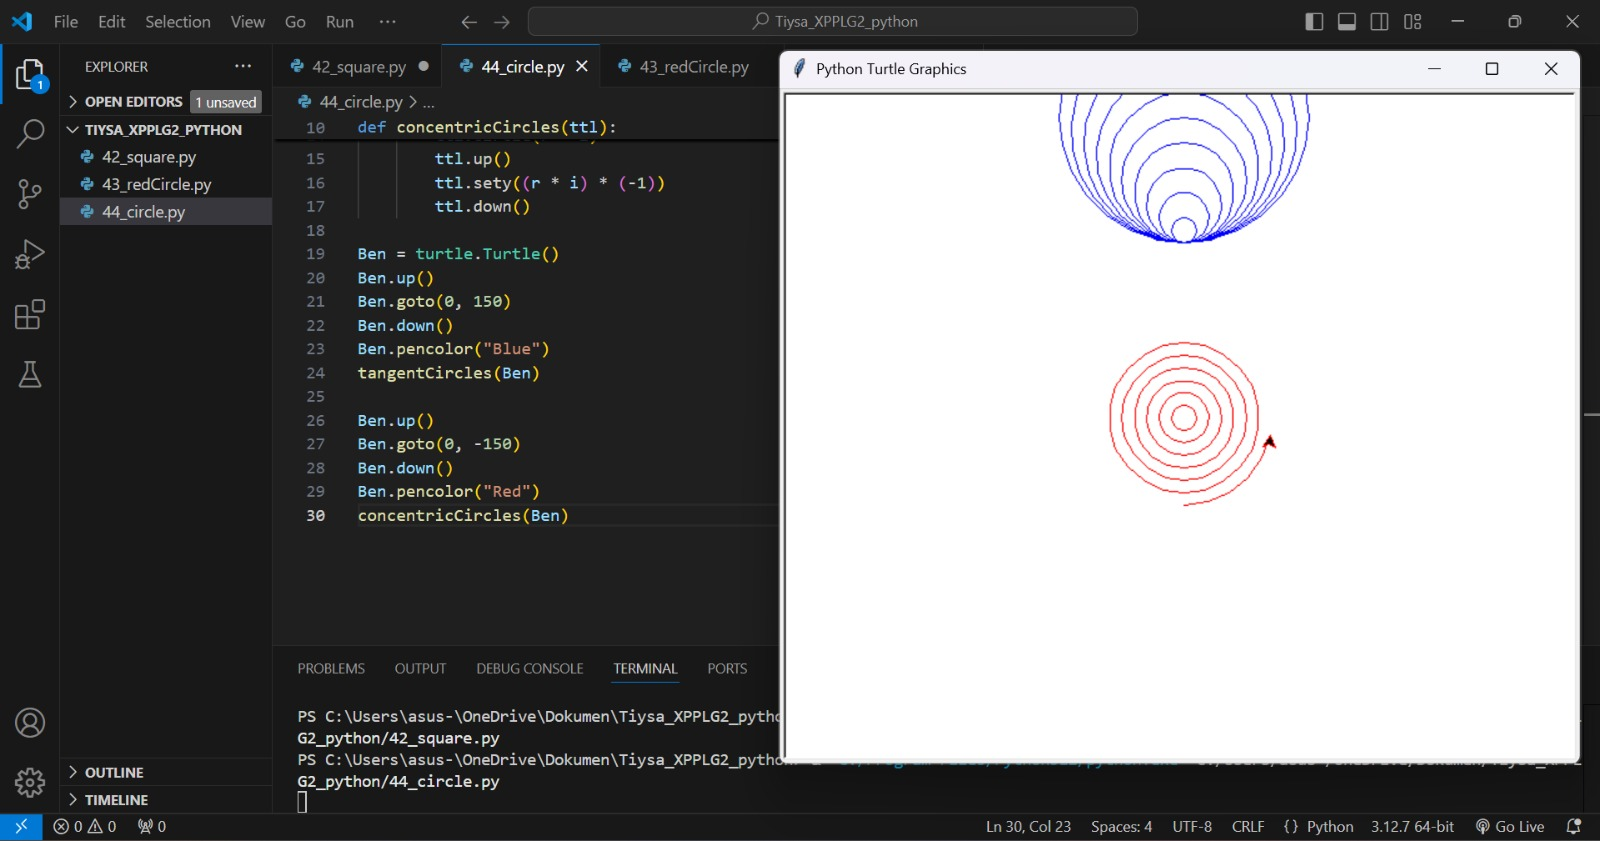 File Edit Selection View Go Run ··· Tiysa_XPPLG2_python
EXPLORER ···
OPEN EDITORS 1 unsaved
TIYSA_XPPLG2_PYTHON
42_square.py
43_redCircle.py
44_circle.py
OUTLINE
TIMELINE
1
42_square.py 44_circle.py 43_redCircle.py
44_circle.py > ...
10 def concentricCircles(ttl):
15 ttl.up()
16 ttl.sety((r * i) * (-1))
17 ttl.down()
18
19 Ben = turtle.Turtle()
20 Ben.up()
21 Ben.goto(0, 150)
22 Ben.down()
23 Ben.pencolor("Blue")
24 tangentCircles(Ben)
25
26 Ben.up()
27 Ben.goto(0, -150)
28 Ben.down()
29 Ben.pencolor("Red")
30 concentricCircles(Ben)
Python Turtle Graphics
PROBLEMS OUTPUT DEBUG CONSOLE TERMINAL PORTS
PS C:\Users\asus-\OneDrive\Dokumen\Tiysa_XPPLG2_pytho
G2_python/42_square.py
PS C:\Users\asus-\OneDrive\Dokumen\Tiysa_XPPLG2_python
G2_python/44_circle.py
0 0 0 Ln 30, Col 23 Spaces: 4 UTF-8 CRLF {} Python 3.12.7 64-bit Go Live